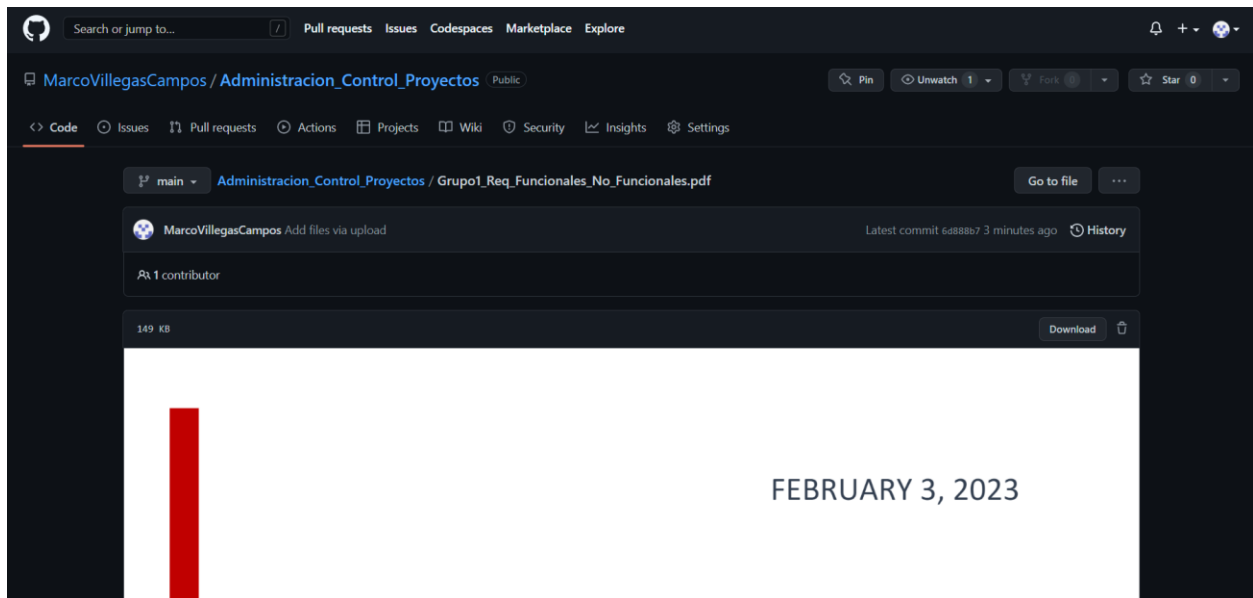 Search or jump to... / Pull requests Issues Codespaces Marketplace Explore
MarcoVillegasCampos / Administracion_Control_Proyectos Public Pin Unwatch 1 Fork 0 Star 0
Code Issues Pull requests Actions Projects Wiki Security Insights Settings
main Administracion_Control_Proyectos / Grupo1_Req_Funcionales_No_Funcionales.pdf Go to file ...
MarcoVillegasCampos Add files via upload Latest commit 6d888b7 3 minutes ago History
1 contributor
149 KB Download
FEBRUARY 3, 2023